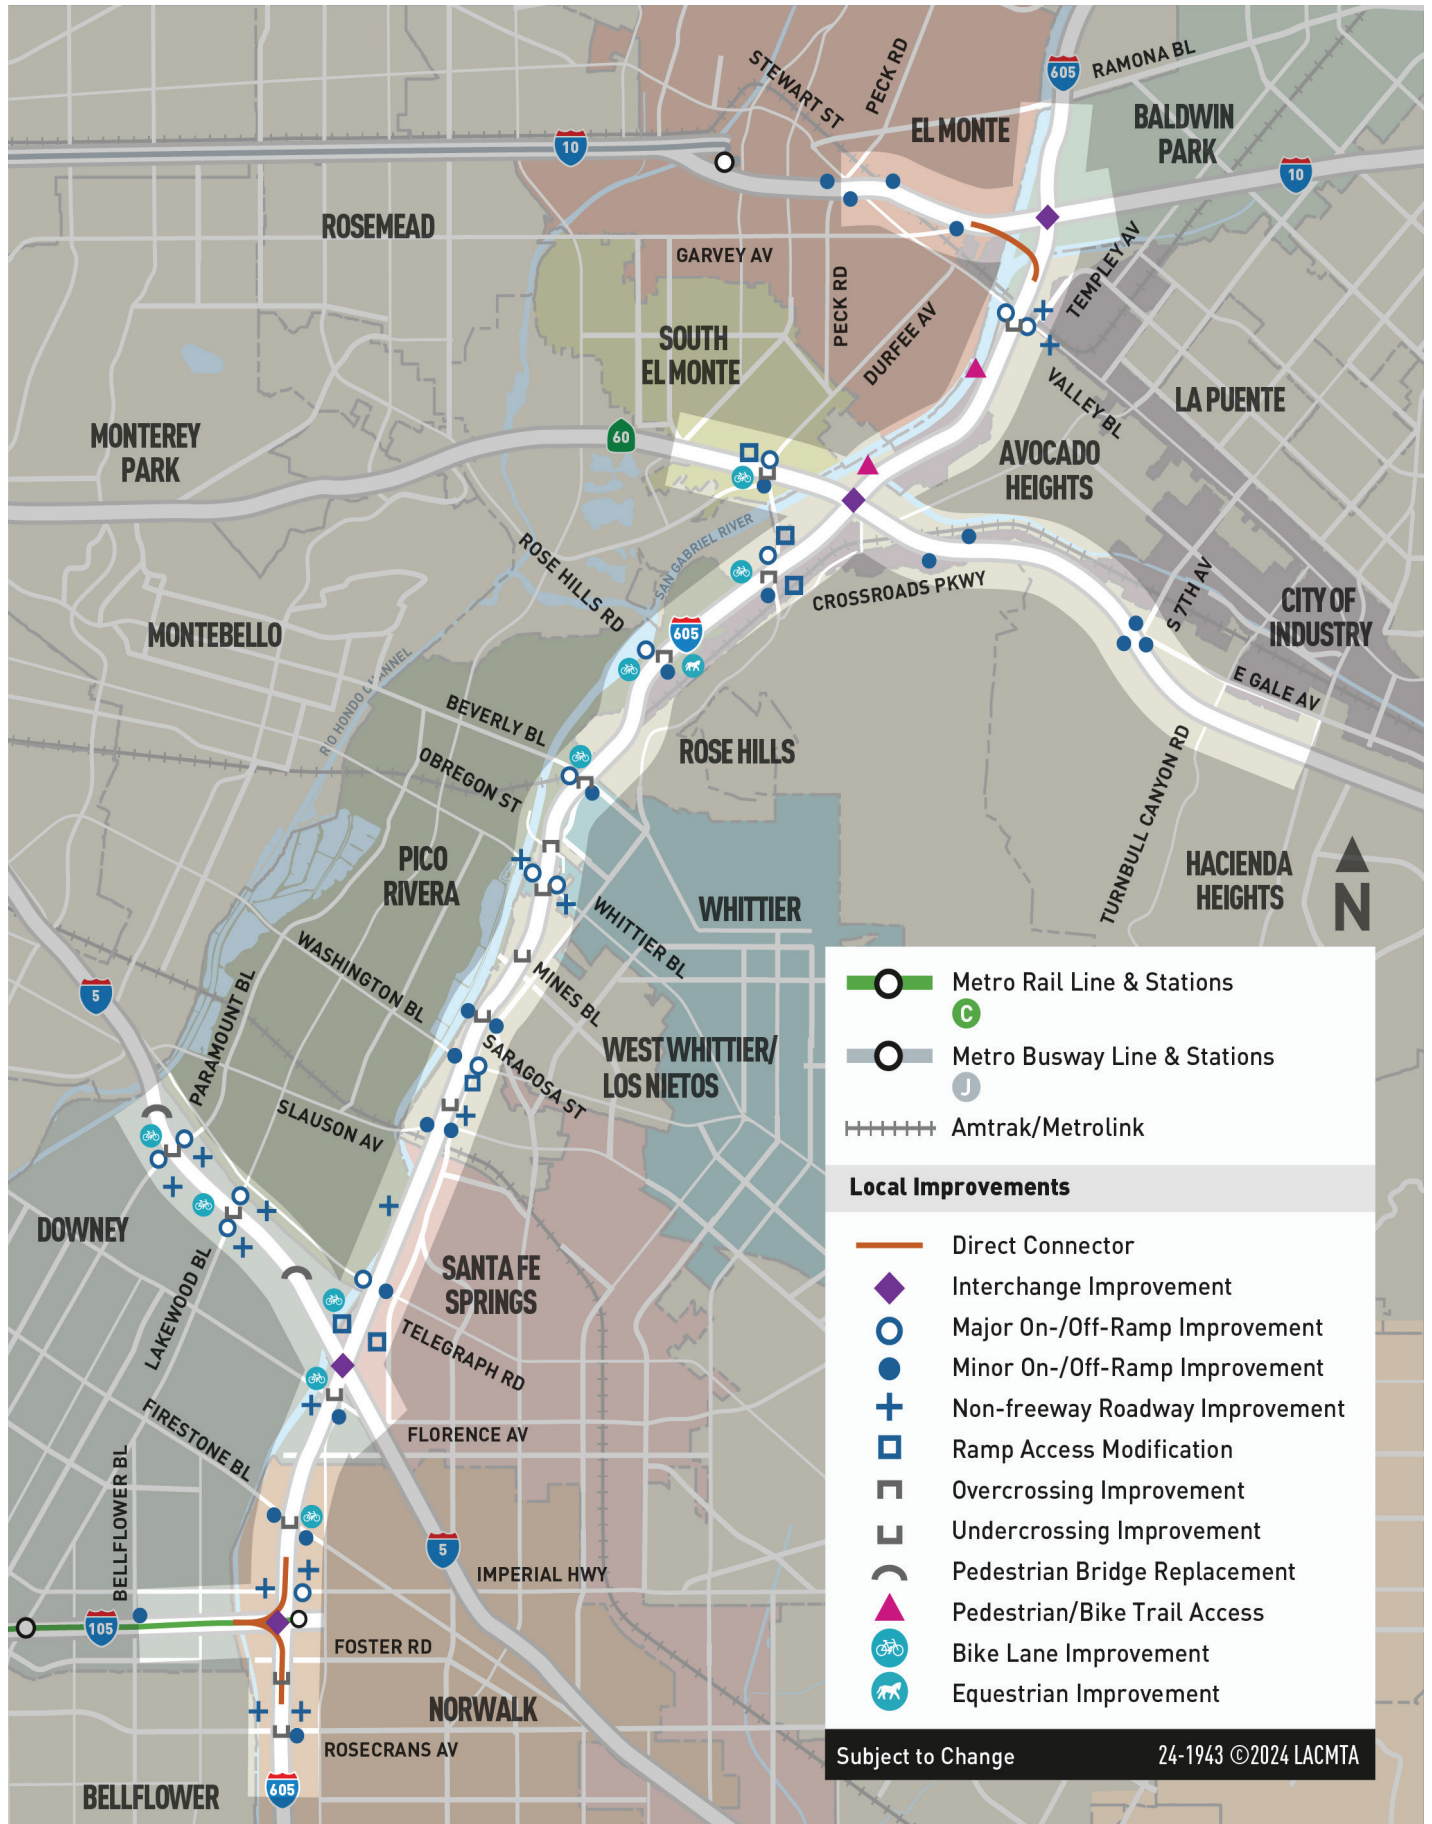 605
RAMONA BL
STEWART ST
PECK RD
EL MONTE
BALDWIN
PARK
10
10
ROSEMEAD
GARVEY AV
TEMPLEY AV
PECK RD
DURFEE AV
SOUTH
EL MONTE
VALLEY BL
LA PUENTE
MONTEREY
PARK
60
AVOCADO
HEIGHTS
SAN GABRIEL RIVER
ROSE HILLS RD
CROSSROADS PKWY
S 7TH AV
CITY OF
INDUSTRY
MONTEBELLO
605
RIO HONDO CHANNEL
E GALE AV
BEVERLY BL
ROSE HILLS
OBREGON ST
TURNBULL CANYON RD
PICO
RIVERA
HACIENDA
HEIGHTS
N
WHITTIER
WHITTIER BL
WASHINGTON BL
MINES BL
5
PARAMOUNT BL
SARAGOSA ST
WEST WHITTIER/
LOS NIETOS
SLAUSON AV
DOWNEY
LAKEWOOD BL
SANTA FE
SPRINGS
TELEGRAPH RD
FIRESTONE BL
FLORENCE AV
BELLFLOWER BL
5
IMPERIAL HWY
105
FOSTER RD
NORWALK
ROSECRANS AV
605
BELLFLOWER
Metro Rail Line & Stations
C
Metro Busway Line & Stations
J
Amtrak/Metrolink
Local Improvements
Direct Connector
Interchange Improvement
Major On-/Off-Ramp Improvement
Minor On-/Off-Ramp Improvement
Non-freeway Roadway Improvement
Ramp Access Modification
Overcrossing Improvement
Undercrossing Improvement
Pedestrian Bridge Replacement
Pedestrian/Bike Trail Access
Bike Lane Improvement
Equestrian Improvement
Subject to Change
24-1943 ©2024 LACMTA